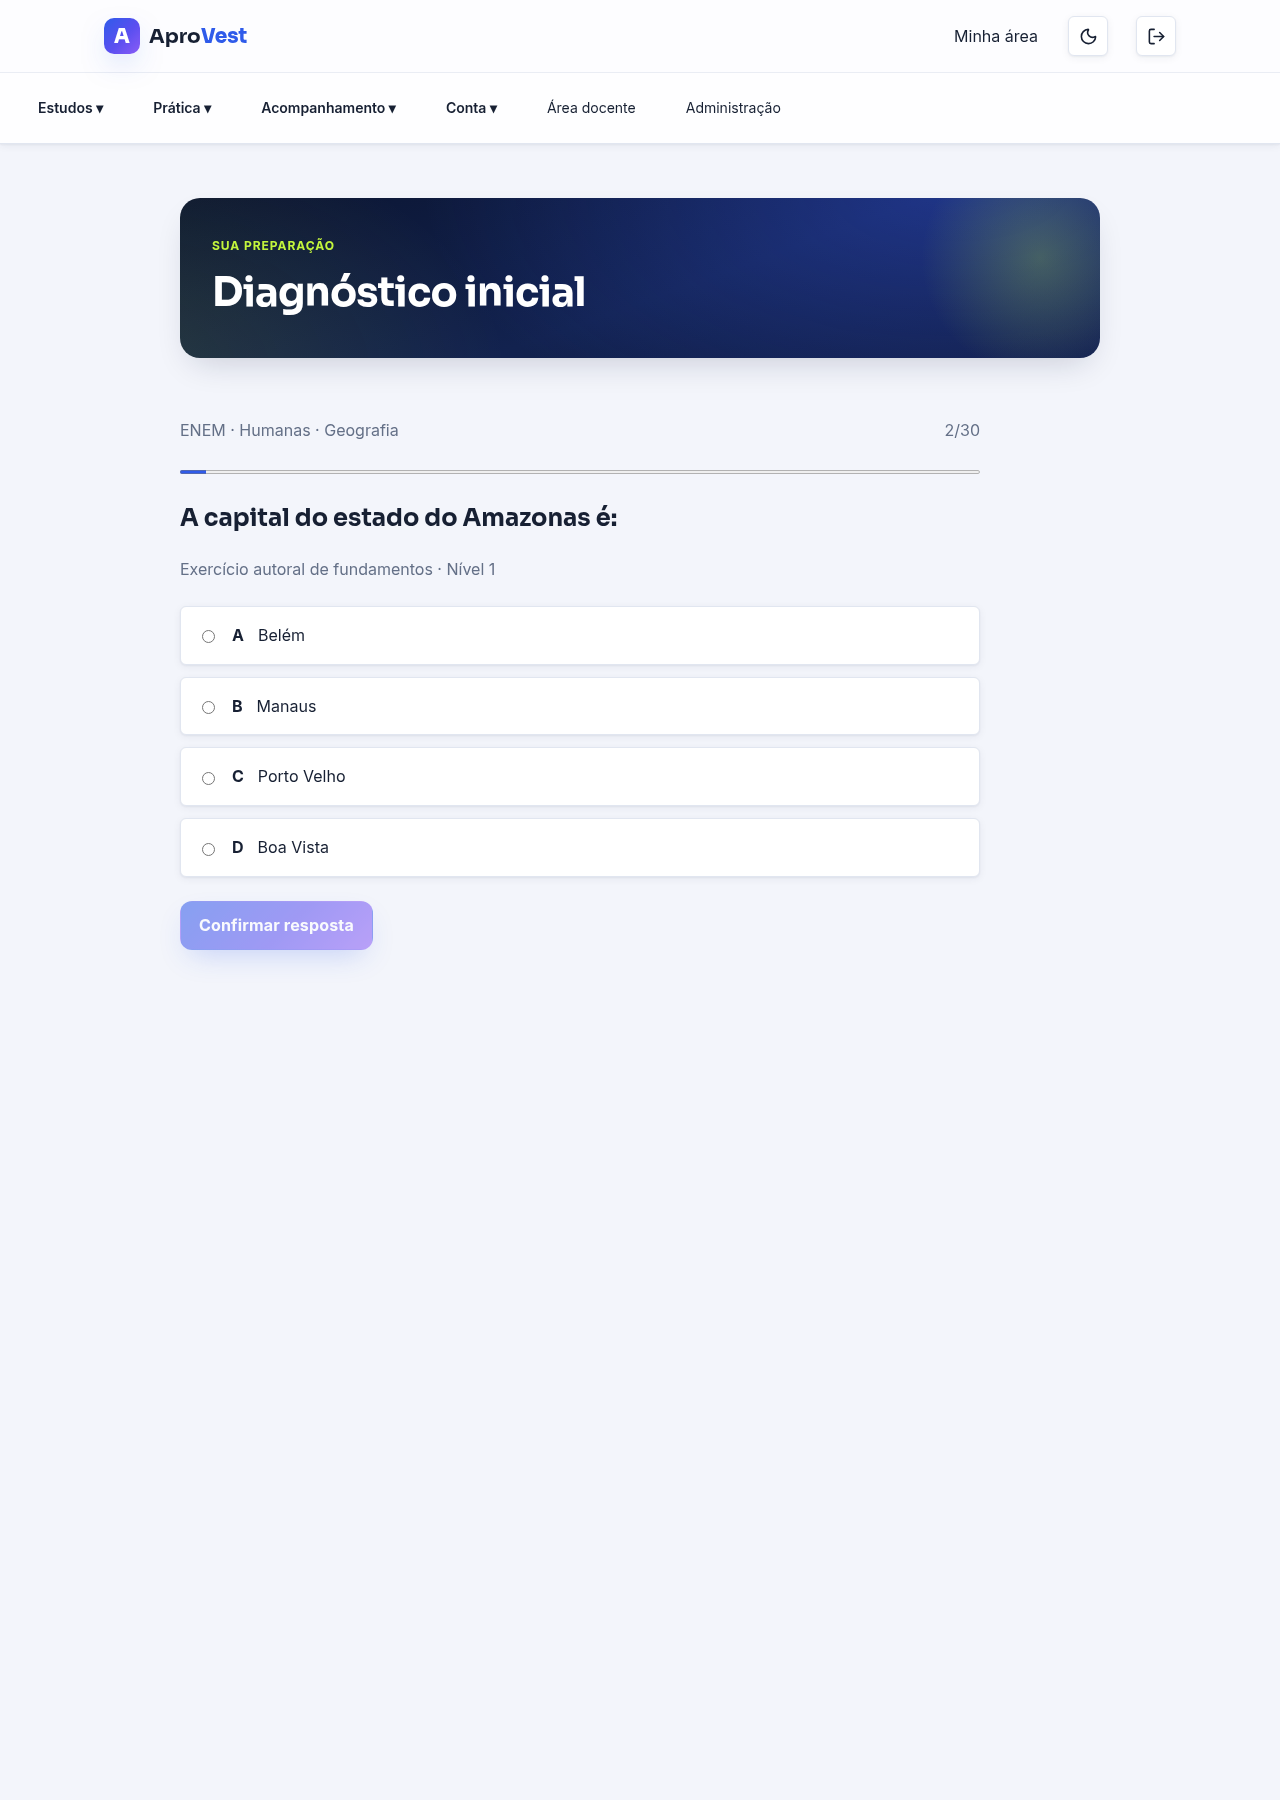 A AproVest
Minha área
Estudos ▾ Prática ▾ Acompanhamento ▾ Conta ▾ Área docente Administração
SUA PREPARAÇÃO
Diagnóstico inicial
ENEM · Humanas · Geografia 2/30
A capital do estado do Amazonas é:
Exercício autoral de fundamentos · Nível 1
A Belém
B Manaus
C Porto Velho
D Boa Vista
Confirmar resposta